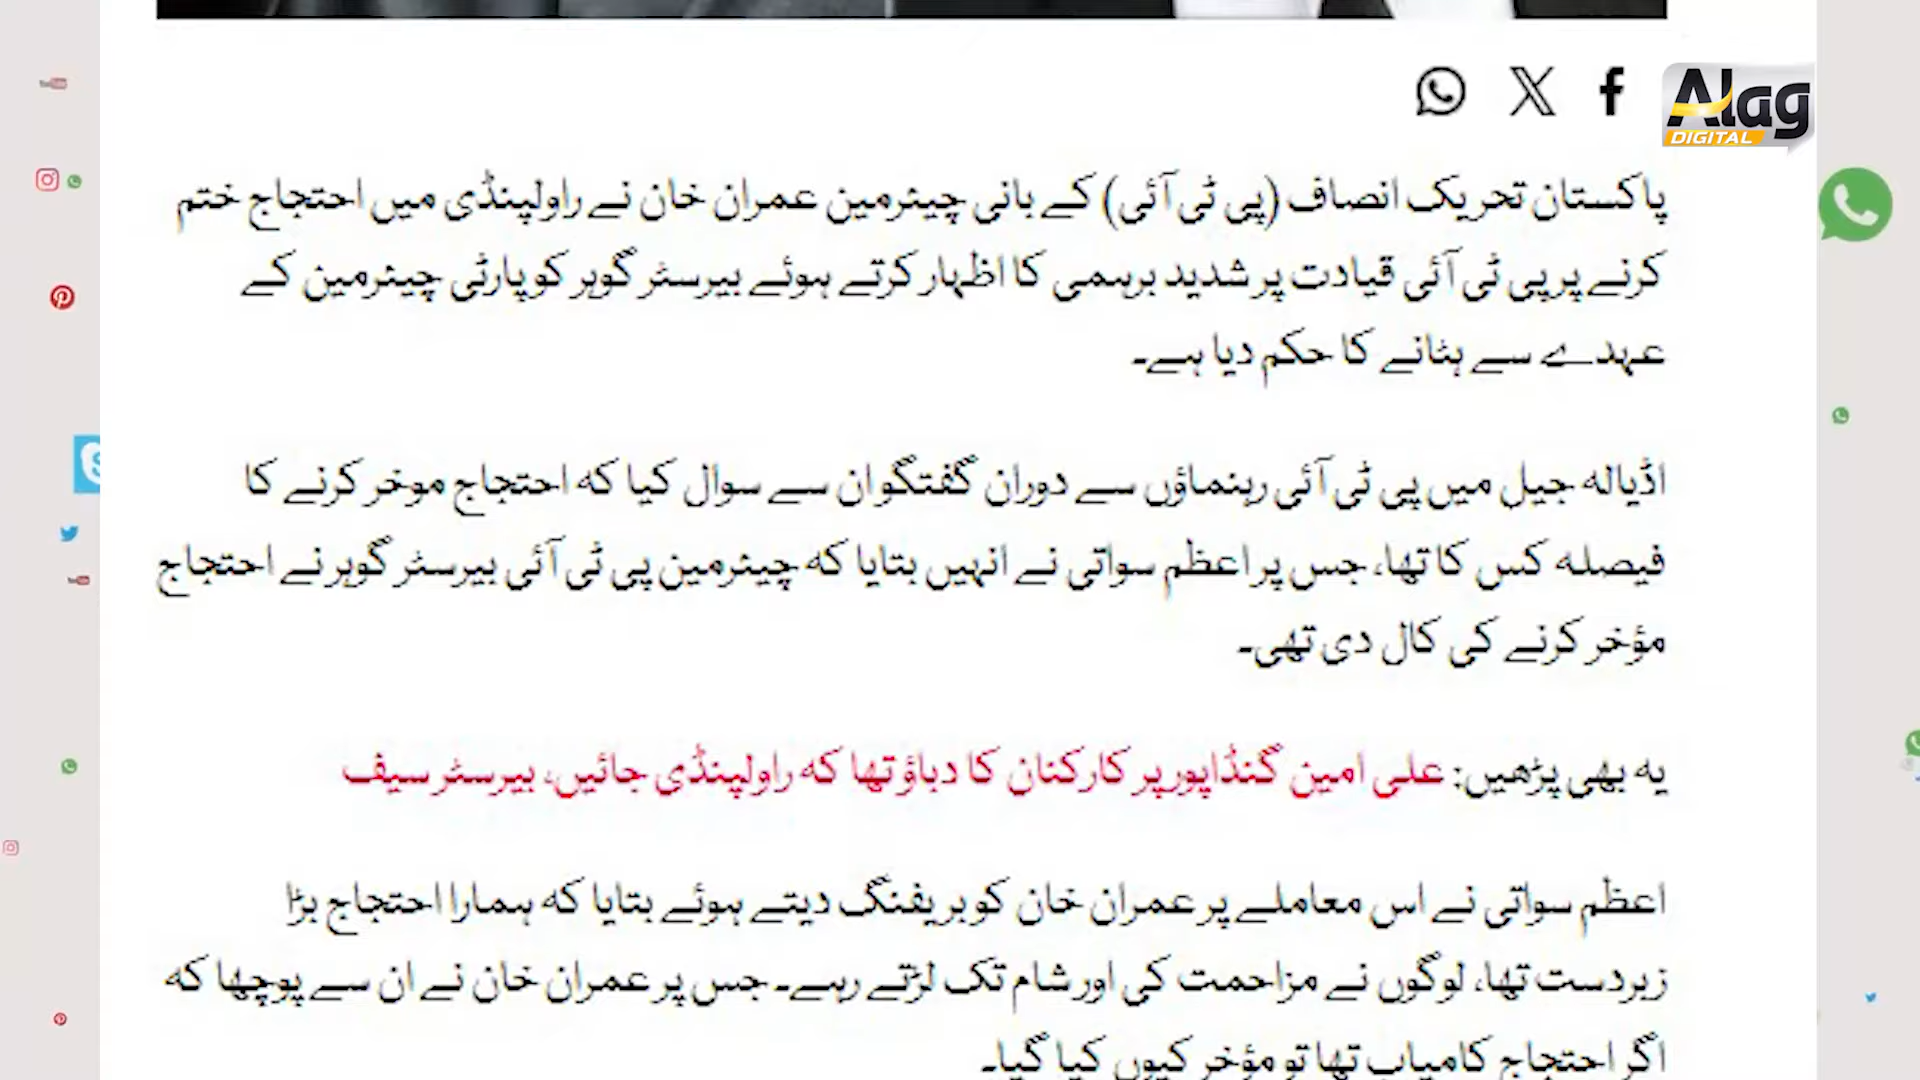 Alag
DIGITAL
پاکستان تحریک انصاف (پی ٹی آئی) کے بانی چیئرمین عمران خان نے راولپنڈی میں احتجاج ختم
کرنے پر پی ٹی آئی قیادت پر شدید برہمی کا اظہار کرتے ہوئے بیرسٹر گوہر کو پارٹی چیئرمین کے
عہدے سے ہٹانے کا حکم دیا ہے۔
اڈیالہ جیل میں پی ٹی آئی رہنماؤں سے دوران گفتگو ان سے سوال کیا کہ احتجاج موخر کرنے کا
فیصلہ کس کا تھا، جس پر اعظم سواتی نے انہیں بتایا کہ چیئرمین پی ٹی آئی بیرسٹر گوہر نے احتجاج
مؤخر کرنے کی کال دی تھی۔
یہ بھی پڑھیں: علی امین گنڈاپور پر کارکنان کا دباؤ تھا کہ راولپنڈی جائیں، بیرسٹر سیف
اعظم سواتی نے اس معاملے پر عمران خان کو بریفنگ دیتے ہوئے بتایا کہ ہمارا احتجاج بڑا
زبردست تھا، لوگوں نے مزاحمت کی اور شام تک لڑتے رہے۔ جس پر عمران خان نے ان سے پوچھا کہ
اگر احتجاج کامیاب تھا تو مؤخر کیوں کیا گیا۔